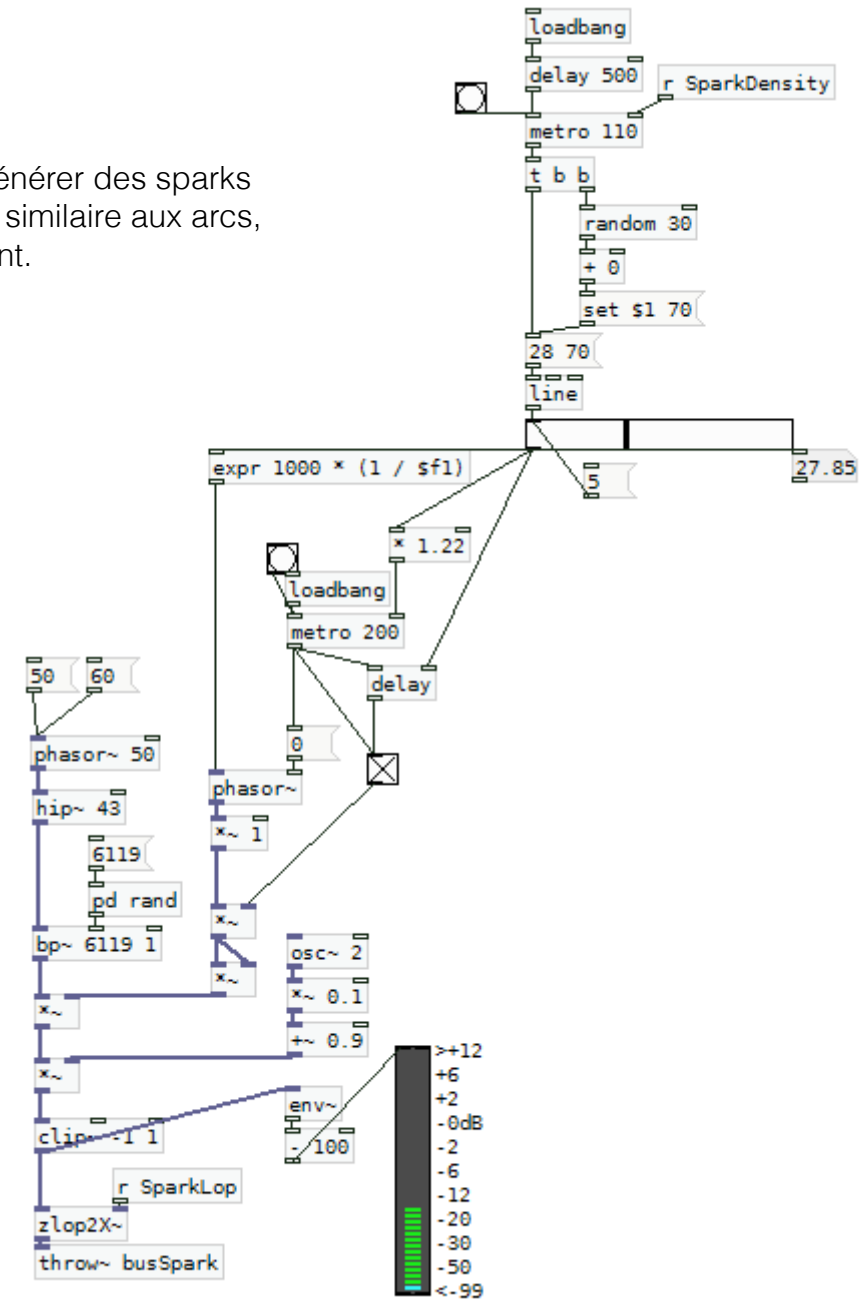 loadbang
delay 500
r SparkDensity
metro 110
t b b
énérer des sparks
similaire aux arcs,
nt.
random 30
+ 0
set $1 70
28 70
line
expr 1000 * (1 / $f1)
5
27.85
* 1.22
loadbang
metro 200
50
60
delay
0
phasor~ 50
phasor~
hip~ 43
*~ 1
6119
pd rand
*~
bp~ 6119 1
osc~ 2
*~
*~ 0.1
*~
+~ 0.9
*~
>+12
+6
+2
-0dB
-2
-6
-12
-20
-30
-50
<-99
env~
clip~ -1 1
- 100
r SparkLop
zlop2X~
throw~ busSpark